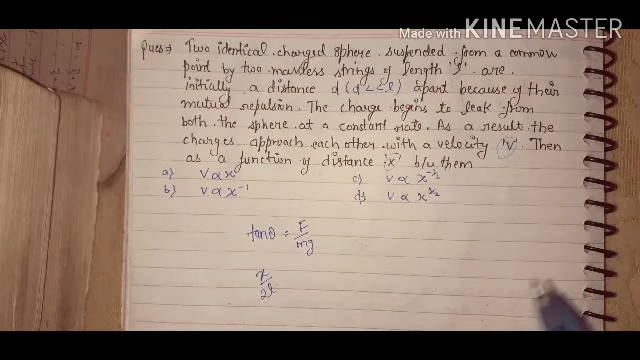 Made with KINEMASTER
Ques→ Two identical charged sphere suspended from a common
point by two massless strings of length 'l' are
initially a distance d (d<<l) apart because of their
mutual repulsion. The charge begins to leak from
both the sphere at a constant rate. As a result the
charges approach each other with a velocity 'V'. Then
as a function of distance 'x' b/w them
a) V ∝ x c) V ∝ x^-1/2
b) V ∝ x^-1 d) V ∝ x^1/2
tanθ = F/mg
x/2l